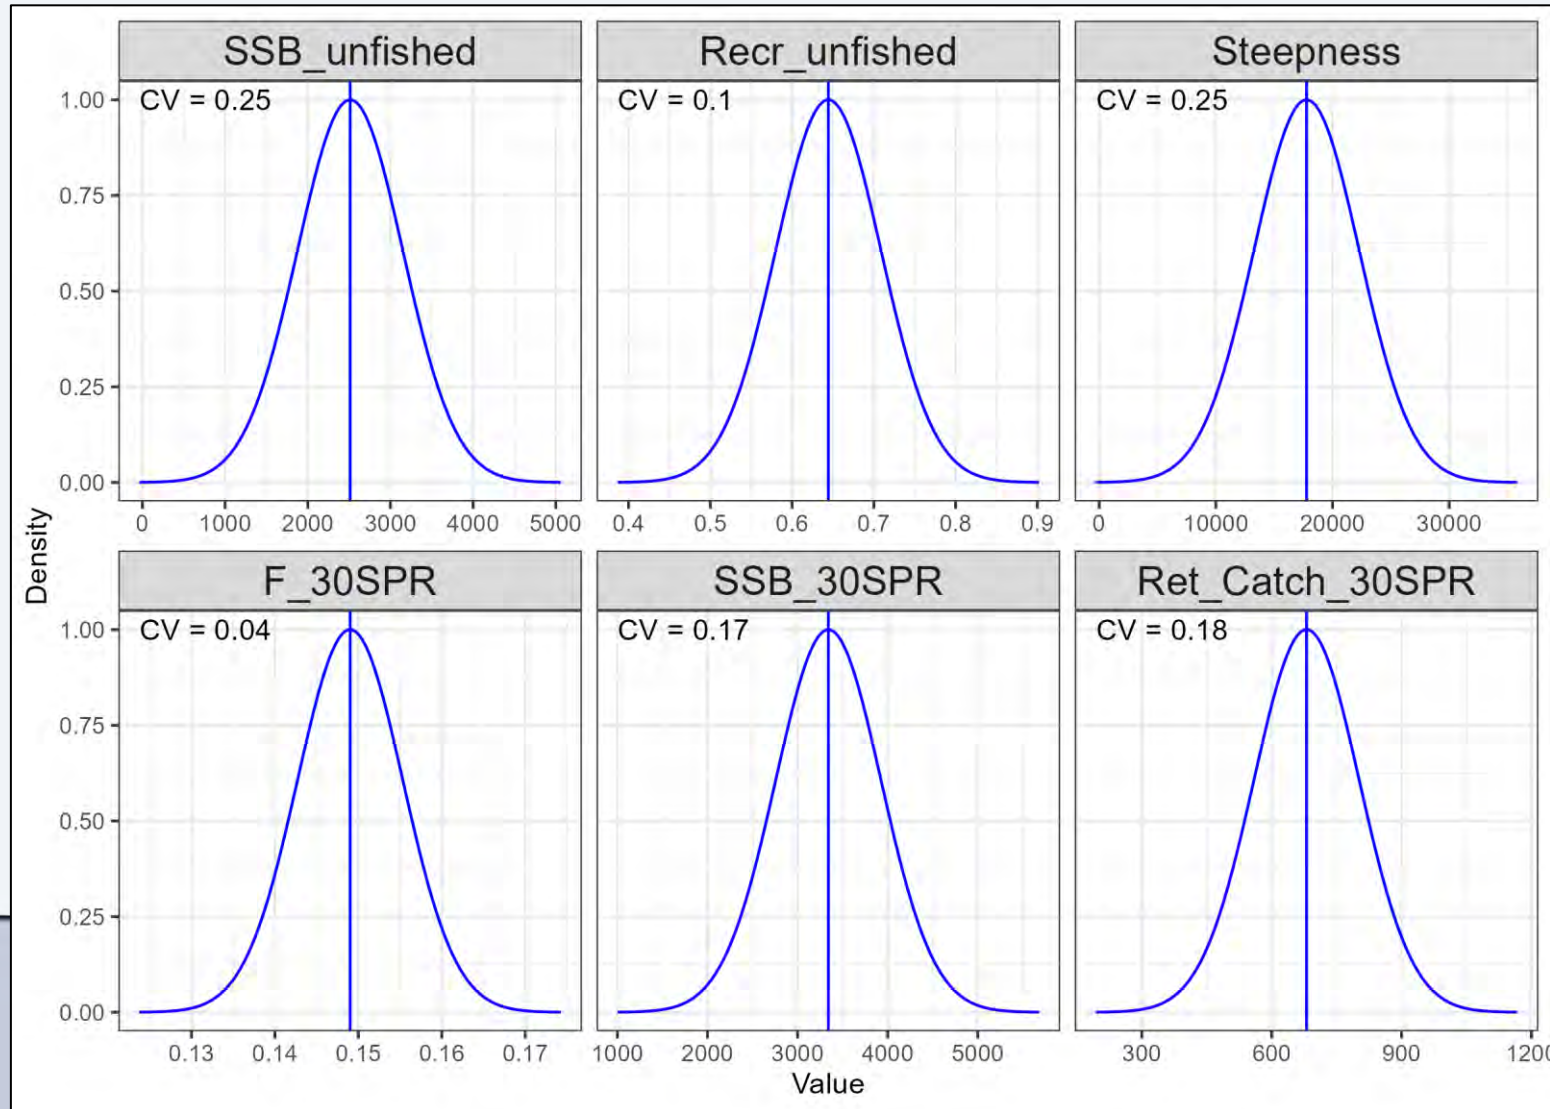 SSB_unfished Recr_unfished Steepness
CV = 0.25 CV = 0.1 CV = 0.25
1.00
0.75
0.50
0.25
0.00
0 1000 2000 3000 4000 5000 0.4 0.5 0.6 0.7 0.8 0.9 0 10000 20000 30000
Density
F_30SPR SSB_30SPR Ret_Catch_30SPR
CV = 0.04 CV = 0.17 CV = 0.18
1.00
0.75
0.50
0.25
0.00
0.13 0.14 0.15 0.16 0.17 1000 2000 3000 4000 5000 300 600 900 1200
Value